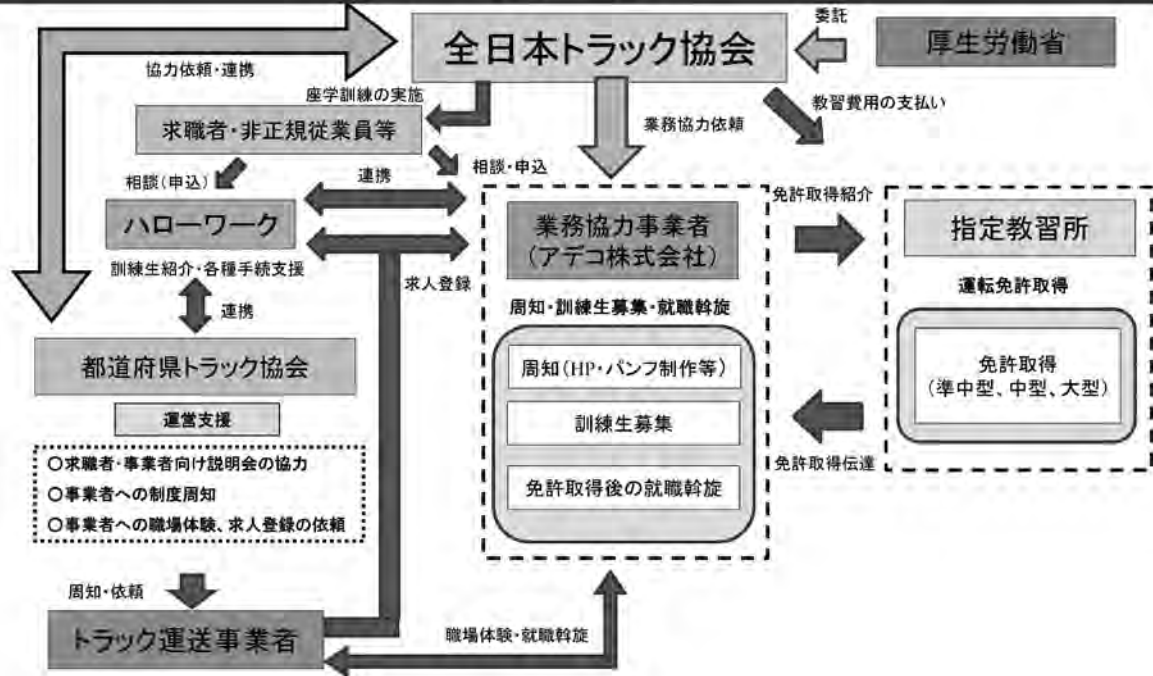 委託
全日本トラック協会
厚生労働省
協力依頼・連携
座学訓練の実施
教習費用の支払い
求職者・非正規従業員等
業務協力依頼
相談(申込)
連携
相談・申込
ハローワーク
業務協力事業者
(アデコ株式会社)
免許取得紹介
指定教習所
訓練生紹介・各種手続支援
求人登録
運転免許取得
連携
周知・訓練生募集・就職斡旋
都道府県トラック協会
周知(HP・パンフ制作等)
免許取得
(準中型、中型、大型)
運営支援
訓練生募集
○求職者・事業者向け説明会の協力
○事業者への制度周知
○事業者への職場体験、求人登録の依頼
免許取得伝達
免許取得後の就職斡旋
周知・依頼
トラック運送事業者
職場体験・就職斡旋